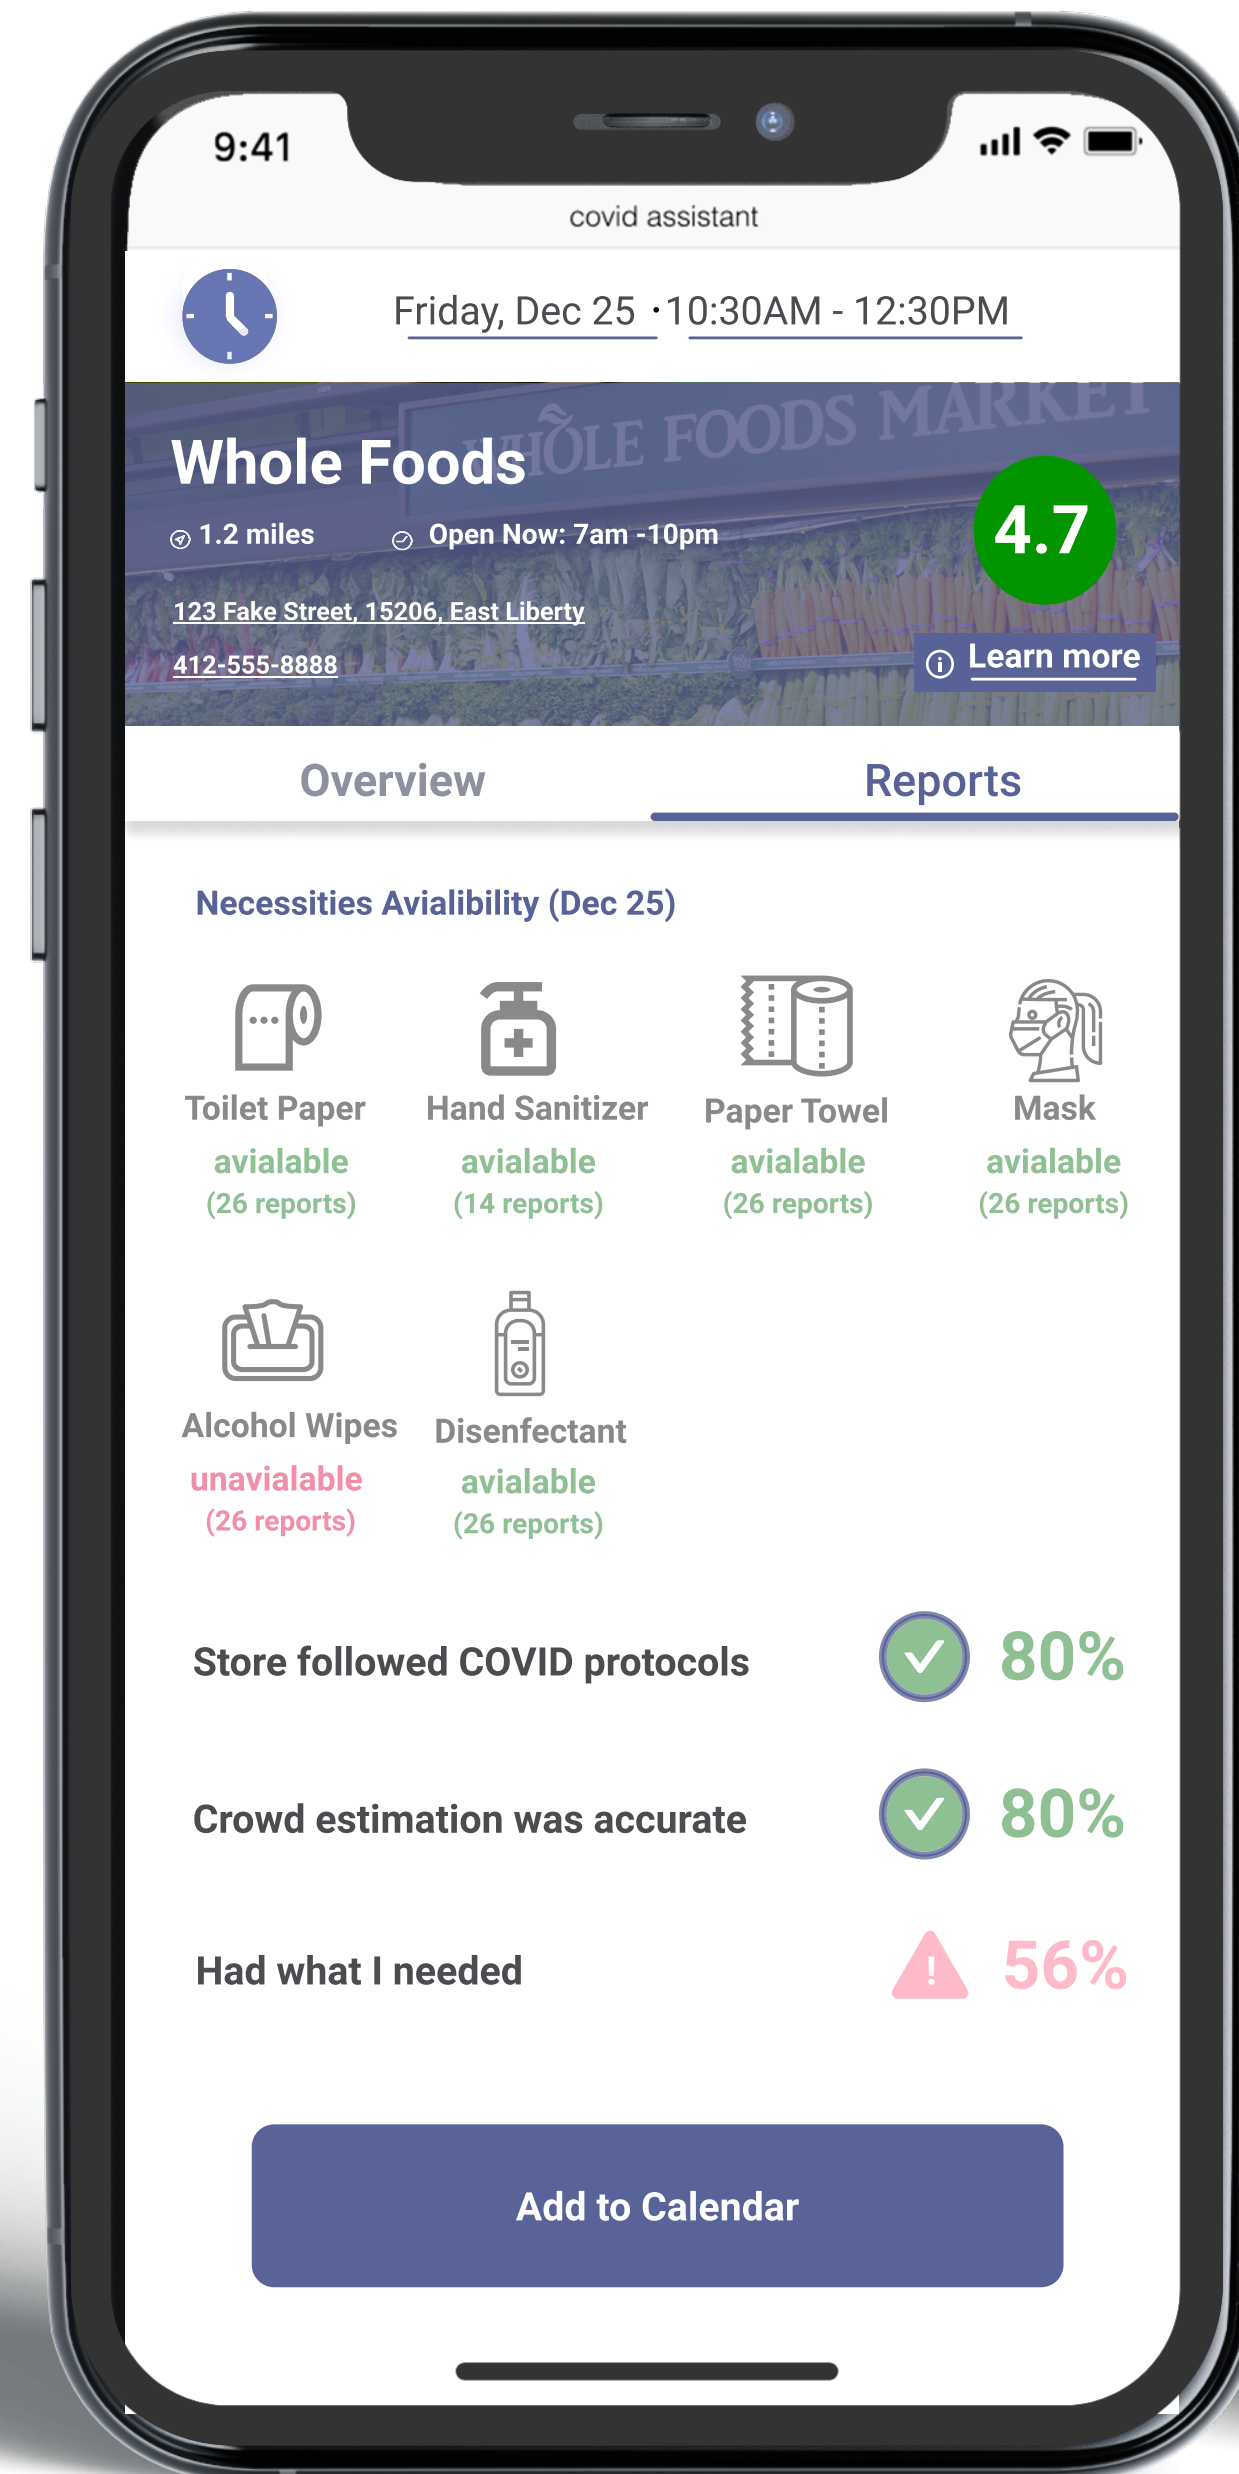 9:41
covid assistant
Friday, Dec 25 · 10:30AM - 12:30PM
WHOLE FOODS MARKET
Whole Foods
4.7
1.2 miles Open Now: 7am -10pm
123 Fake Street, 15206, East Liberty
412-555-8888
Learn more
Overview Reports
Necessities Avialibility (Dec 25)
Toilet Paper Hand Sanitizer Paper Towel Mask
avialable avialable avialable avialable
(26 reports) (14 reports) (26 reports) (26 reports)
Alcohol Wipes Disenfectant
unavialable avialable
(26 reports) (26 reports)
Store followed COVID protocols 80%
Crowd estimation was accurate 80%
Had what I needed 56%
Add to Calendar